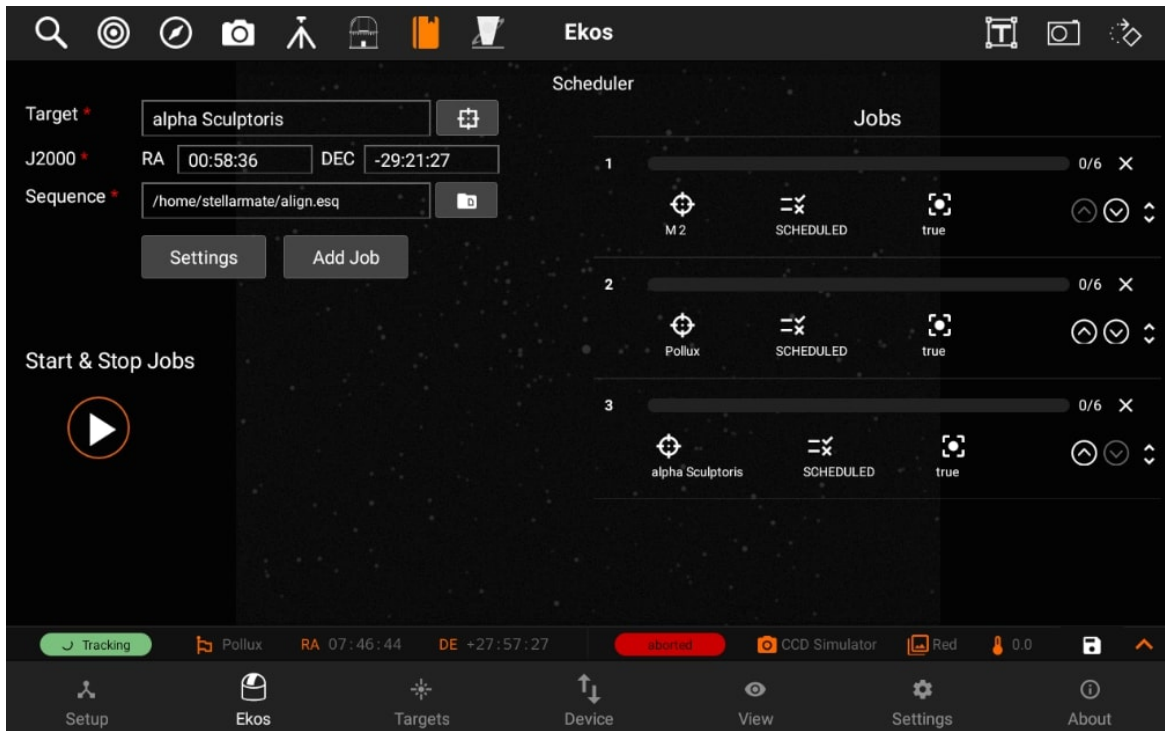 Ekos
Scheduler
Target *
alpha Sculptoris
J2000 *
RA 00:58:36 DEC -29:21:27
Sequence *
/home/stellarmate/align.esq
Settings Add Job
Start & Stop Jobs
Jobs
1 0/6
M 2 SCHEDULED true
2 0/6
Pollux SCHEDULED true
3 0/6
alpha Sculptoris SCHEDULED true
Tracking Pollux RA 07:46:44 DE +27:57:27 aborted CCD Simulator Red 0.0
Setup Ekos Targets Device View Settings About